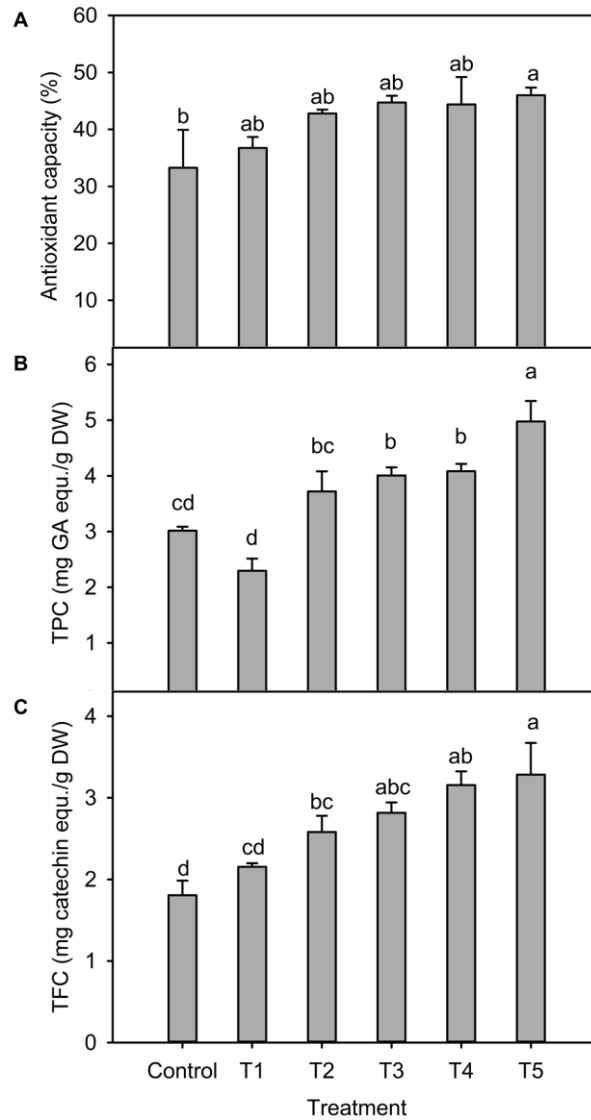 A
Antioxidant capacity (%)
60
50
40
30
20
10
b
ab
ab
ab
ab
a
B
TPC (mg GA equ./g DW)
6
5
4
3
2
1
cd
d
bc
b
b
a
C
TFC (mg catechin equ./g DW)
4
3
2
1
0
d
cd
bc
abc
ab
a
Control T1 T2 T3 T4 T5
Treatment